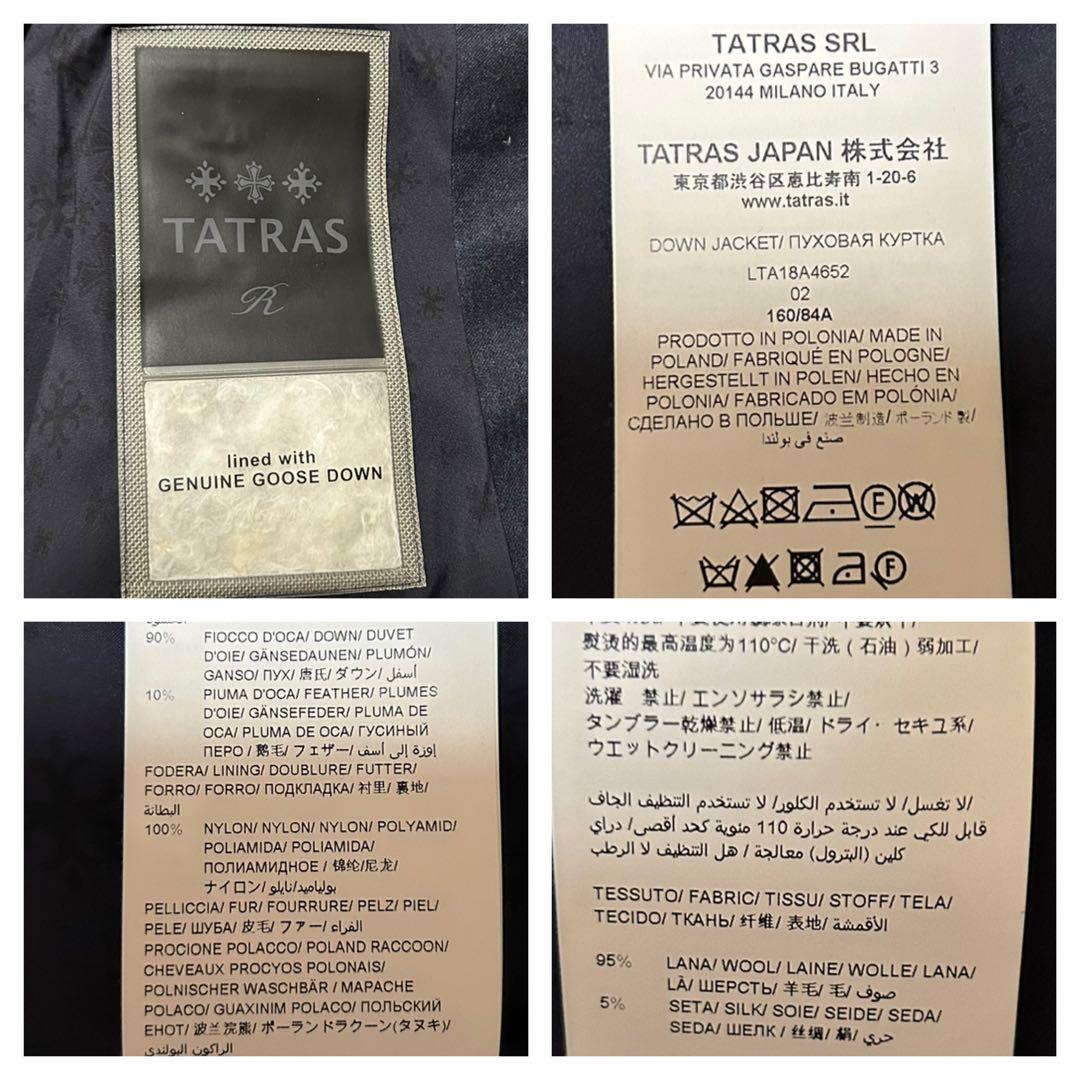 TATRAS
R
lined with
GENUINE GOOSE DOWN
TATRAS SRL
VIA PRIVATA GASPARE BUGATTI 3
20144 MILANO ITALY
TATRAS JAPAN 株式会社
東京都渋谷区恵比寿南 1-20-6
www.tatras.it
DOWN JACKET/ ПУХОВАЯ КУРТКА
LTA18A4652
02
160/84A
PRODOTTO IN POLONIA/ MADE IN
POLAND/ FABRIQUÉ EN POLOGNE/
HERGESTELLT IN POLEN/ HECHO EN
POLONIA/ FABRICADO EM POLÓNIA/
СДЕЛАНО В ПОЛЬШЕ/ 波兰制造/ ポーランド製/
صنع في بولندا
F W
F
90% FIOCCO D'OCA/ DOWN/ DUVET
D'OIE/ GÄNSEDAUNEN/ PLUMÓN/
GANSO/ ПУХ/ 唐氏/ ダウン/ أسفل/
10% PIUMA D'OCA/ FEATHER/ PLUMES
D'OIE/ GÄNSEFEDER/ PLUMA DE
OCA/ PLUMA DE OCA/ ГУСИНЫЙ
ПЕРО / 鹅毛/ フェザー/ إوزة إلى أسف/
FODERA/ LINING/ DOUBLURE/ FUTTER/
FORRO/ FORRO/ ПОДКЛАДКА/ 衬里/ 裏地/
البطانة
100% NYLON/ NYLON/ NYLON/ POLYAMID/
POLIAMIDA/ POLIAMIDA/
ПОЛИАМИДНОЕ / 锦纶/尼龙/
ナイロン/ بولياميد/نايلو/
PELLICCIA/ FUR/ FOURRURE/ PELZ/ PIEL/
PELE/ ШУБА/ 皮毛/ ファー/ الفراء/
PROCIONE POLACCO/ POLAND RACCOON/
CHEVEAUX PROCYOS POLONAIS/
POLNISCHER WASCHBÄR / MAPACHE
POLACO/ GUAXINIM POLACO/ ПОЛЬСКИЙ
ЕНОТ/ 波兰浣熊/ ポーランドラクーン(タヌキ)/
الراكون البولندي
熨烫的最高温度为110°C/ 干洗（石油）弱加工/
不要湿洗
洗濯 禁止/ エンソサラシ禁止/
タンブラー乾燥禁止/ 低温/ ドライ・セキユ系/
ウエットクリーニング禁止
لا تغسل/ لا تستخدم الكلور/ لا تستخدم التنظيف الجاف/
قابل للكي عند درجة حرارة 110 مئوية كحد أقصى/ دراي
كلين (البترول) معالجة / هل التنظيف لا الرطب
TESSUTO/ FABRIC/ TISSU/ STOFF/ TELA/
TECIDO/ ТКАНЬ/ 纤维/ 表地/ الأقمشة/
95% LANA/ WOOL/ LAINE/ WOLLE/ LANA/
LÃ/ ШЕРСТЬ/ 羊毛/ 毛/ صوف/
5% SETA/ SILK/ SOIE/ SEIDE/ SEDA/
SEDA/ ШЕЛК / 丝绸/ 絹/ حري/